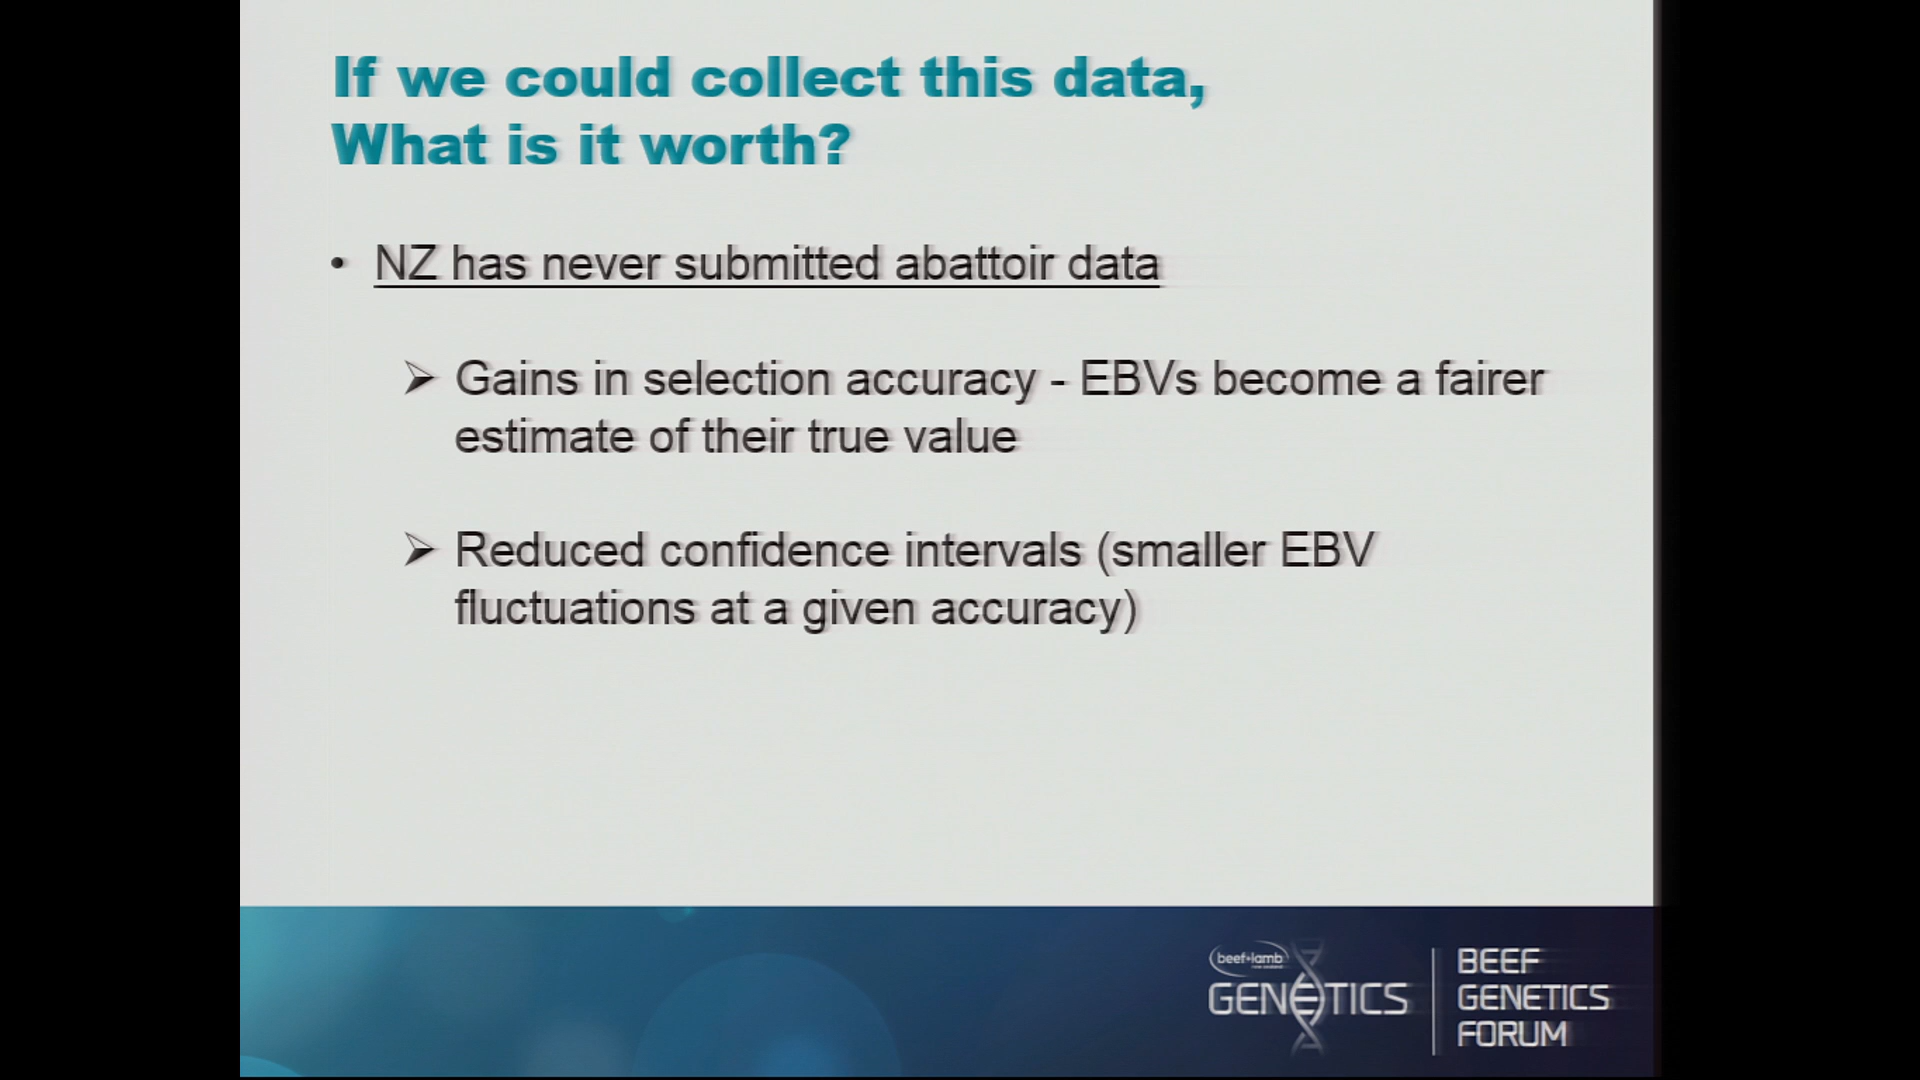 If we could collect this data,
What is it worth?
• NZ has never submitted abattoir data
➢ Gains in selection accuracy - EBVs become a fairer
estimate of their true value
➢ Reduced confidence intervals (smaller EBV
fluctuations at a given accuracy)
beef+lamb
GENETICS
BEEF
GENETICS
FORUM